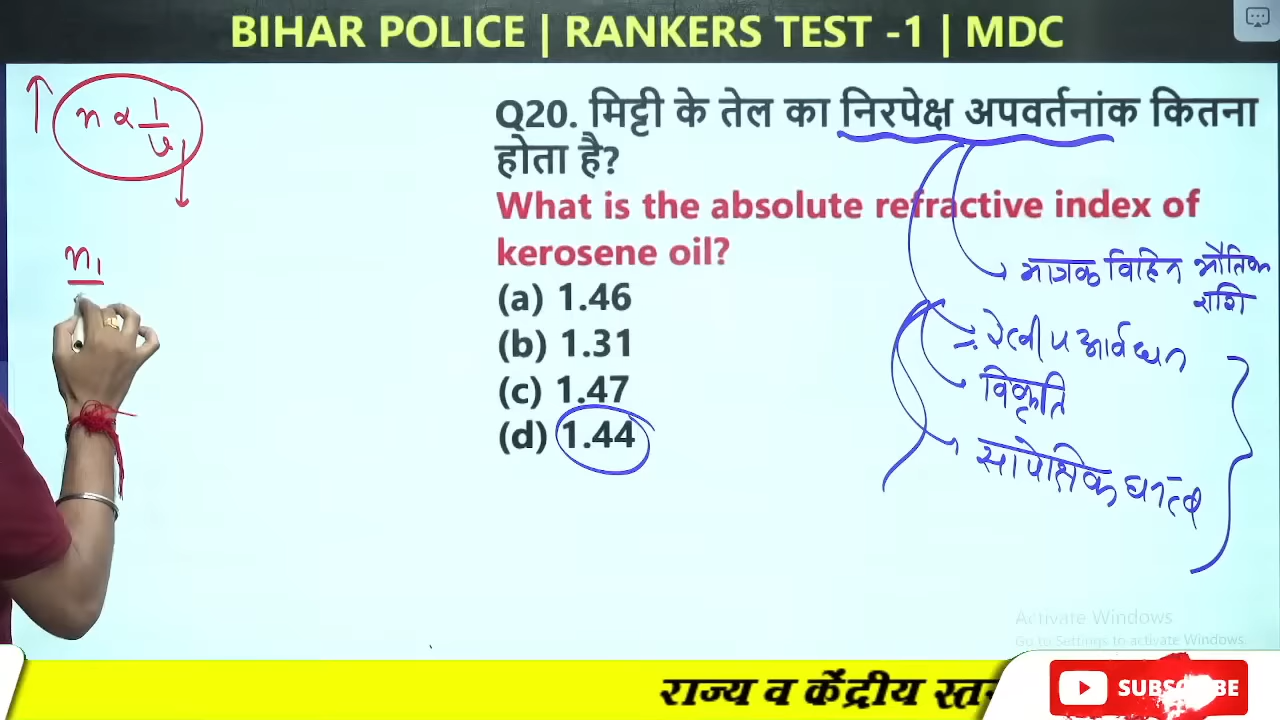 BIHAR POLICE | RANKERS TEST -1 | MDC
n ∝ 1/v
n1
Q20. मिट्टी के तेल का निरपेक्ष अपवर्तनांक कितना
होता है?
What is the absolute refractive index of
kerosene oil?
(a) 1.46
(b) 1.31
(c) 1.47
(d) 1.44
मात्रक विहिन भौतिक
राशि
रेखीय आवर्धन
विकृति
सापेक्षिक घनत्व
Activate Windows
Go to Settings to activate Windows.
राज्य व केंद्रीय स्त
SUBSCRIBE